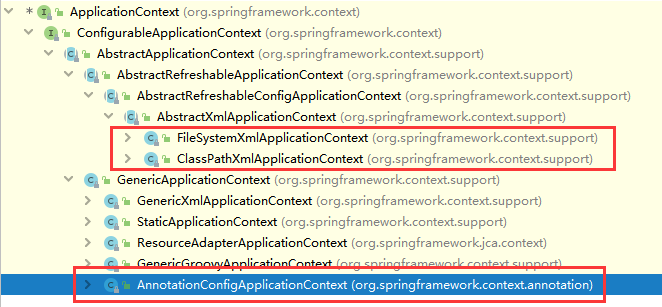 * ApplicationContext (org.springframework.context)
ConfigurableApplicationContext (org.springframework.context)
AbstractApplicationContext (org.springframework.context.support)
AbstractRefreshableApplicationContext (org.springframework.context.support)
AbstractRefreshableConfigApplicationContext (org.springframework.context.support)
AbstractXmlApplicationContext (org.springframework.context.support)
FileSystemXmlApplicationContext (org.springframework.context.support)
ClassPathXmlApplicationContext (org.springframework.context.support)
GenericApplicationContext (org.springframework.context.support)
GenericXmlApplicationContext (org.springframework.context.support)
StaticApplicationContext (org.springframework.context.support)
ResourceAdapterApplicationContext (org.springframework.jca.context)
GenericGroovyApplicationContext (org.springframework.context.support)
AnnotationConfigApplicationContext (org.springframework.context.annotation)